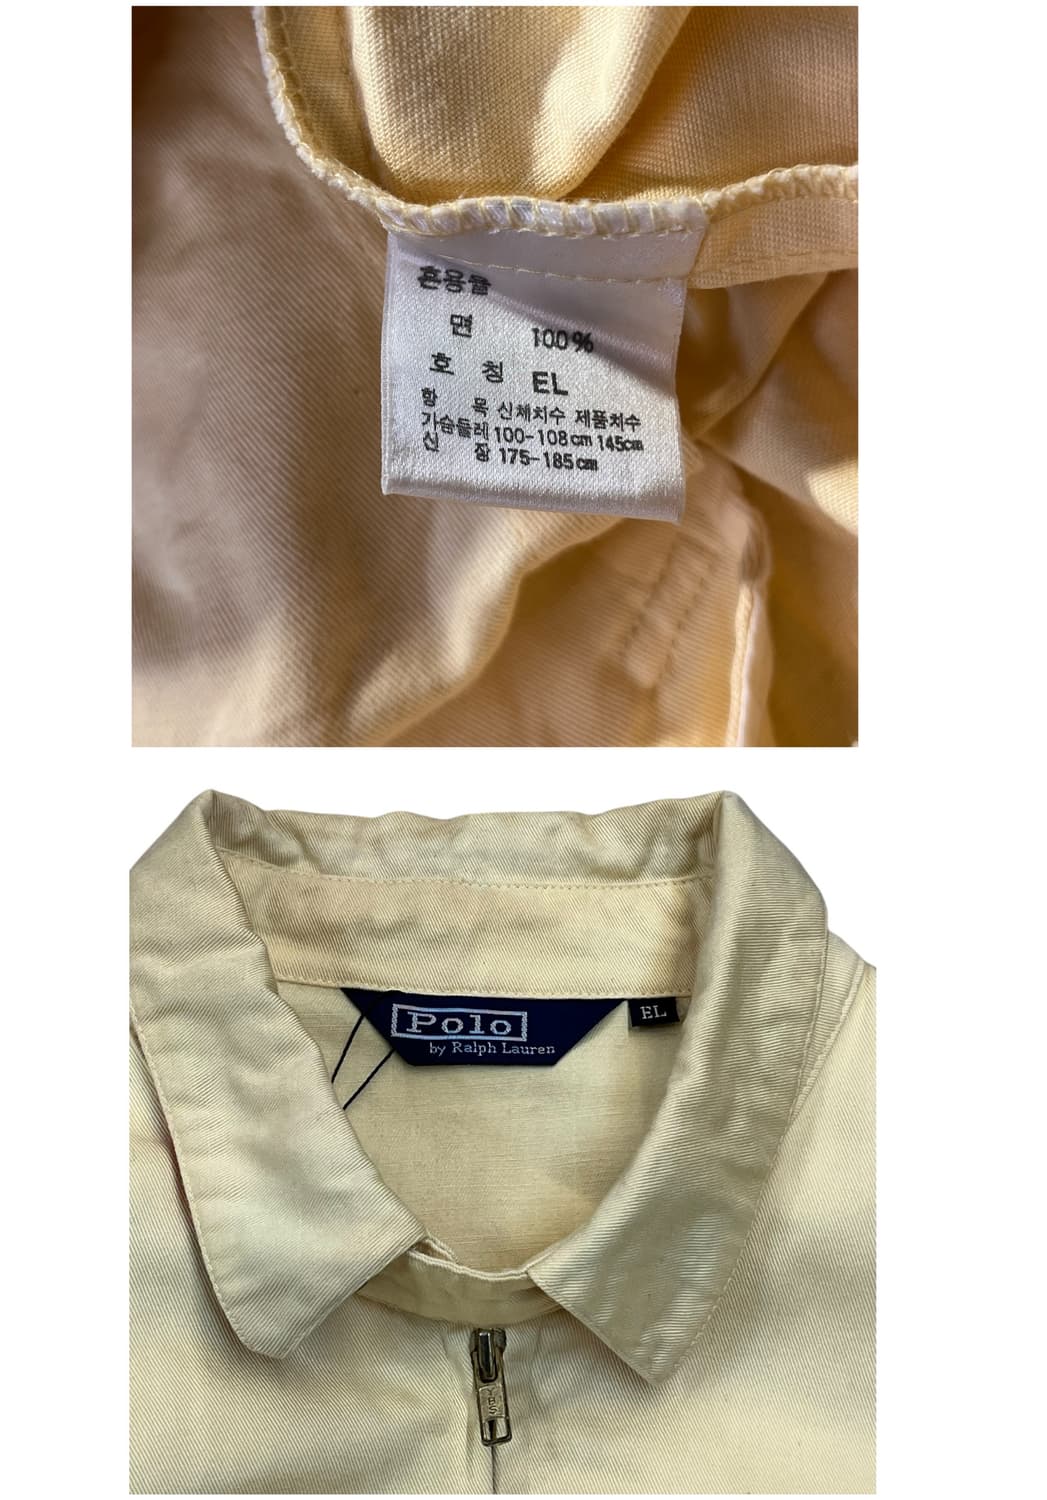 혼용율
면 100%
호 칭 EL
항 목 신체치수 제품치수
가슴둘레 100-108cm 145cm
신 장 175-185cm
Polo
by Ralph Lauren
EL